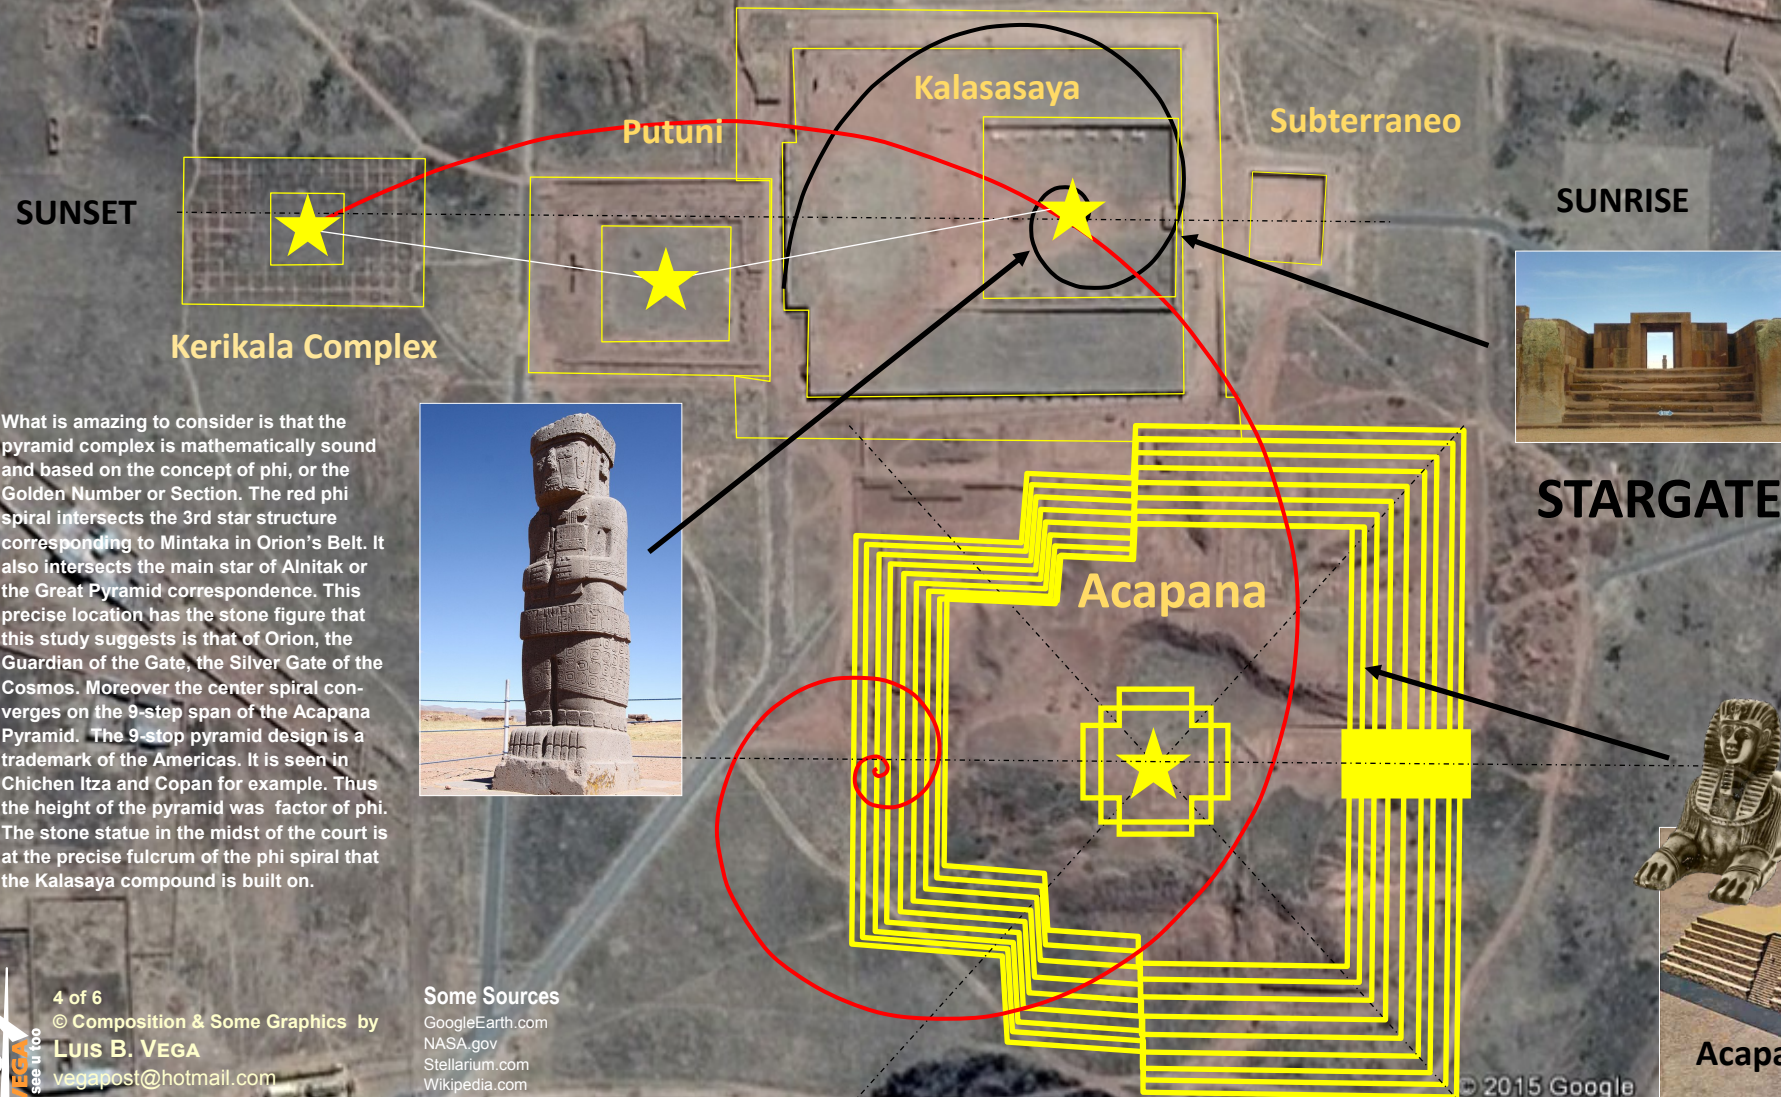 Kalasasaya
Putuni
Subterraneo
SUNSET
SUNRISE
Kerikala Complex
What is amazing to consider is that the
pyramid complex is mathematically sound
and based on the concept of phi, or the
Golden Number or Section. The red phi
spiral intersects the 3rd star structure
corresponding to Mintaka in Orion's Belt. It
also intersects the main star of Alnitak or
the Great Pyramid correspondence. This
precise location has the stone figure that
this study suggests is that of Orion, the
Guardian of the Gate, the Silver Gate of the
Cosmos. Moreover the center spiral con-
verges on the 9-step span of the Acapana
Pyramid.  The 9-stop pyramid design is a
trademark of the Americas. It is seen in
Chichen Itza and Copan for example. Thus
the height of the pyramid was  factor of phi.
The stone statue in the midst of the court is
at the precise fulcrum of the phi spiral that
the Kalasaya compound is built on.
STARGATE
Acapana
4 of 6
© Composition & Some Graphics  by
LUIS B. VEGA
vegapost@hotmail.com
VEGA
see u too
Some Sources
GoogleEarth.com
NASA.gov
Stellarium.com
Wikipedia.com
Acapa
© 2015 Google